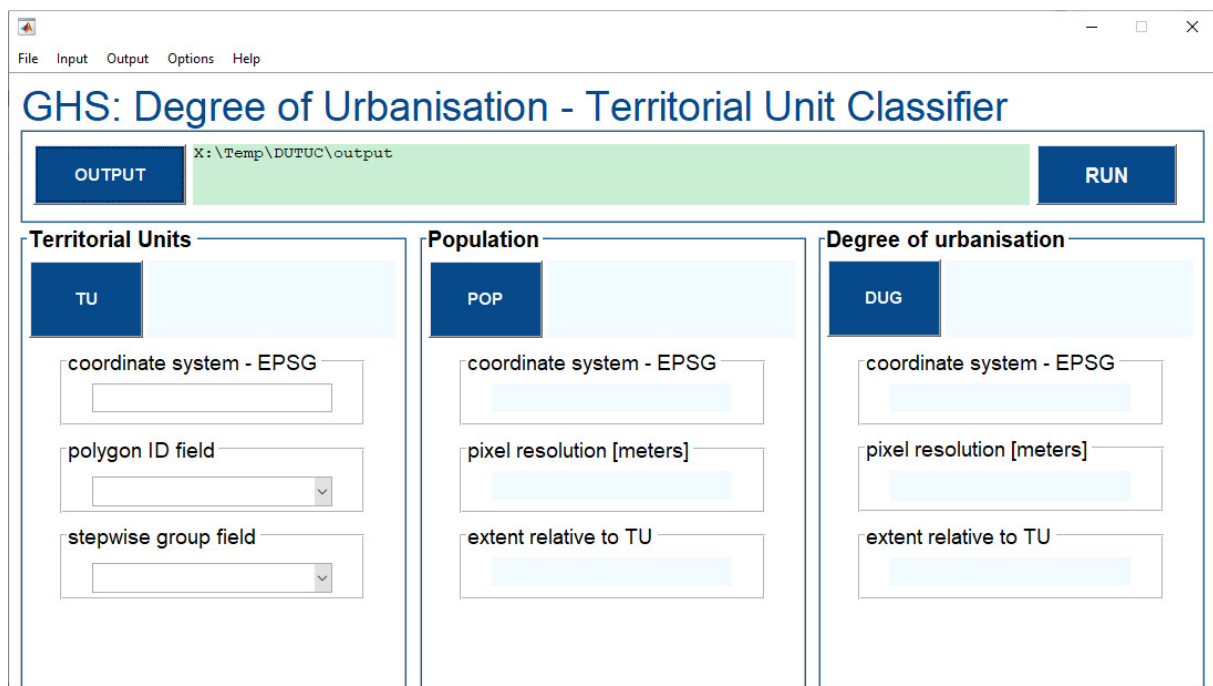 File Input Output Options Help
GHS: Degree of Urbanisation - Territorial Unit Classifier
OUTPUT
X:\Temp\DUTUC\output
RUN
Territorial Units
TU
coordinate system - EPSG
polygon ID field
stepwise group field
Population
POP
coordinate system - EPSG
pixel resolution [meters]
extent relative to TU
Degree of urbanisation
DUG
coordinate system - EPSG
pixel resolution [meters]
extent relative to TU